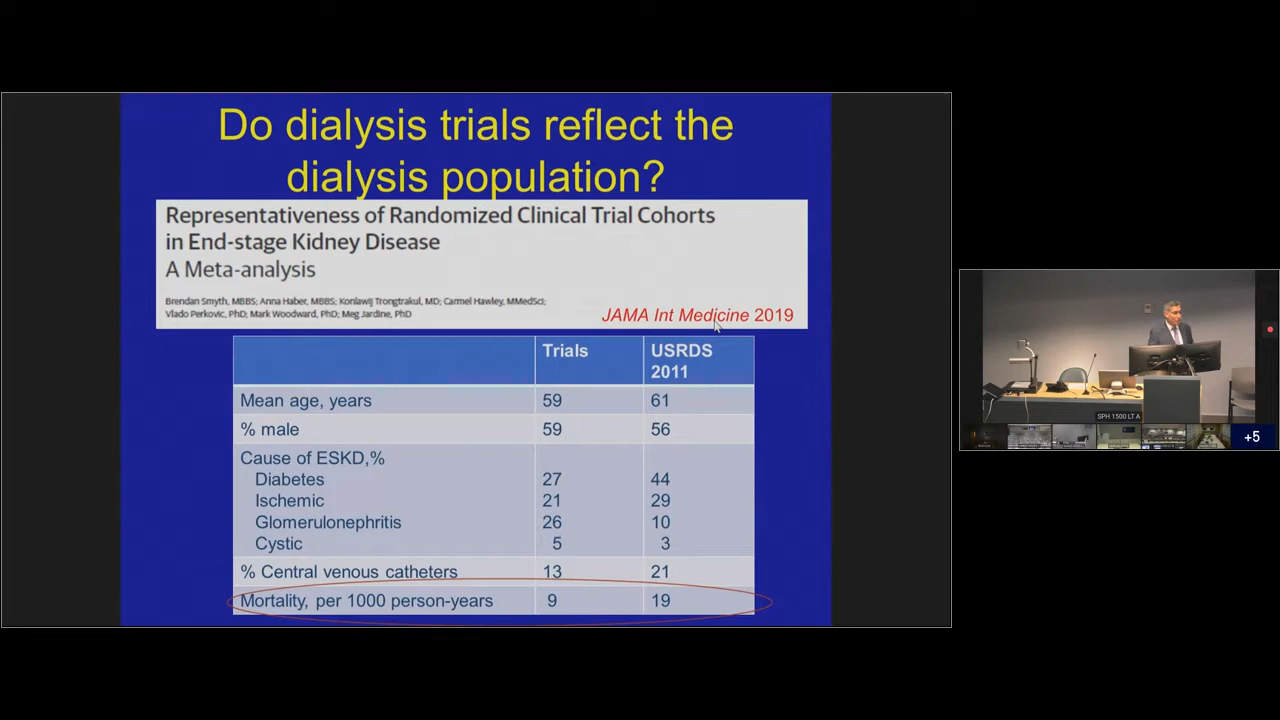 Do dialysis trials reflect the
dialysis population?
Representativeness of Randomized Clinical Trial Cohorts
in End-stage Kidney Disease
A Meta-analysis
Brendan Smyth, MBBS; Anna Haber, MBBS; Konlawij Trongtrakul, MD; Carmel Hawley, MMedSci;
Vlado Perkovic, PhD; Mark Woodward, PhD; Meg Jardine, PhD
JAMA Int Medicine 2019
Trials USRDS
2011
Mean age, years 59 61
% male 59 56
Cause of ESKD,%
Diabetes 27 44
Ischemic 21 29
Glomerulonephritis 26 10
Cystic 5 3
% Central venous catheters 13 21
Mortality, per 1000 person-years 9 19
SPH 1500 LT A
+5